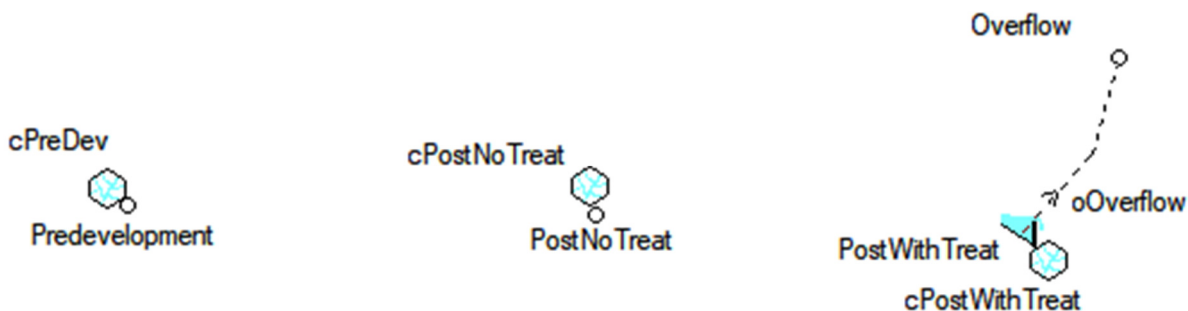 Overflow
cPreDev
cPostNoTreat
oOverflow
Predevelopment
PostNoTreat
PostWithTreat
cPostWithTreat